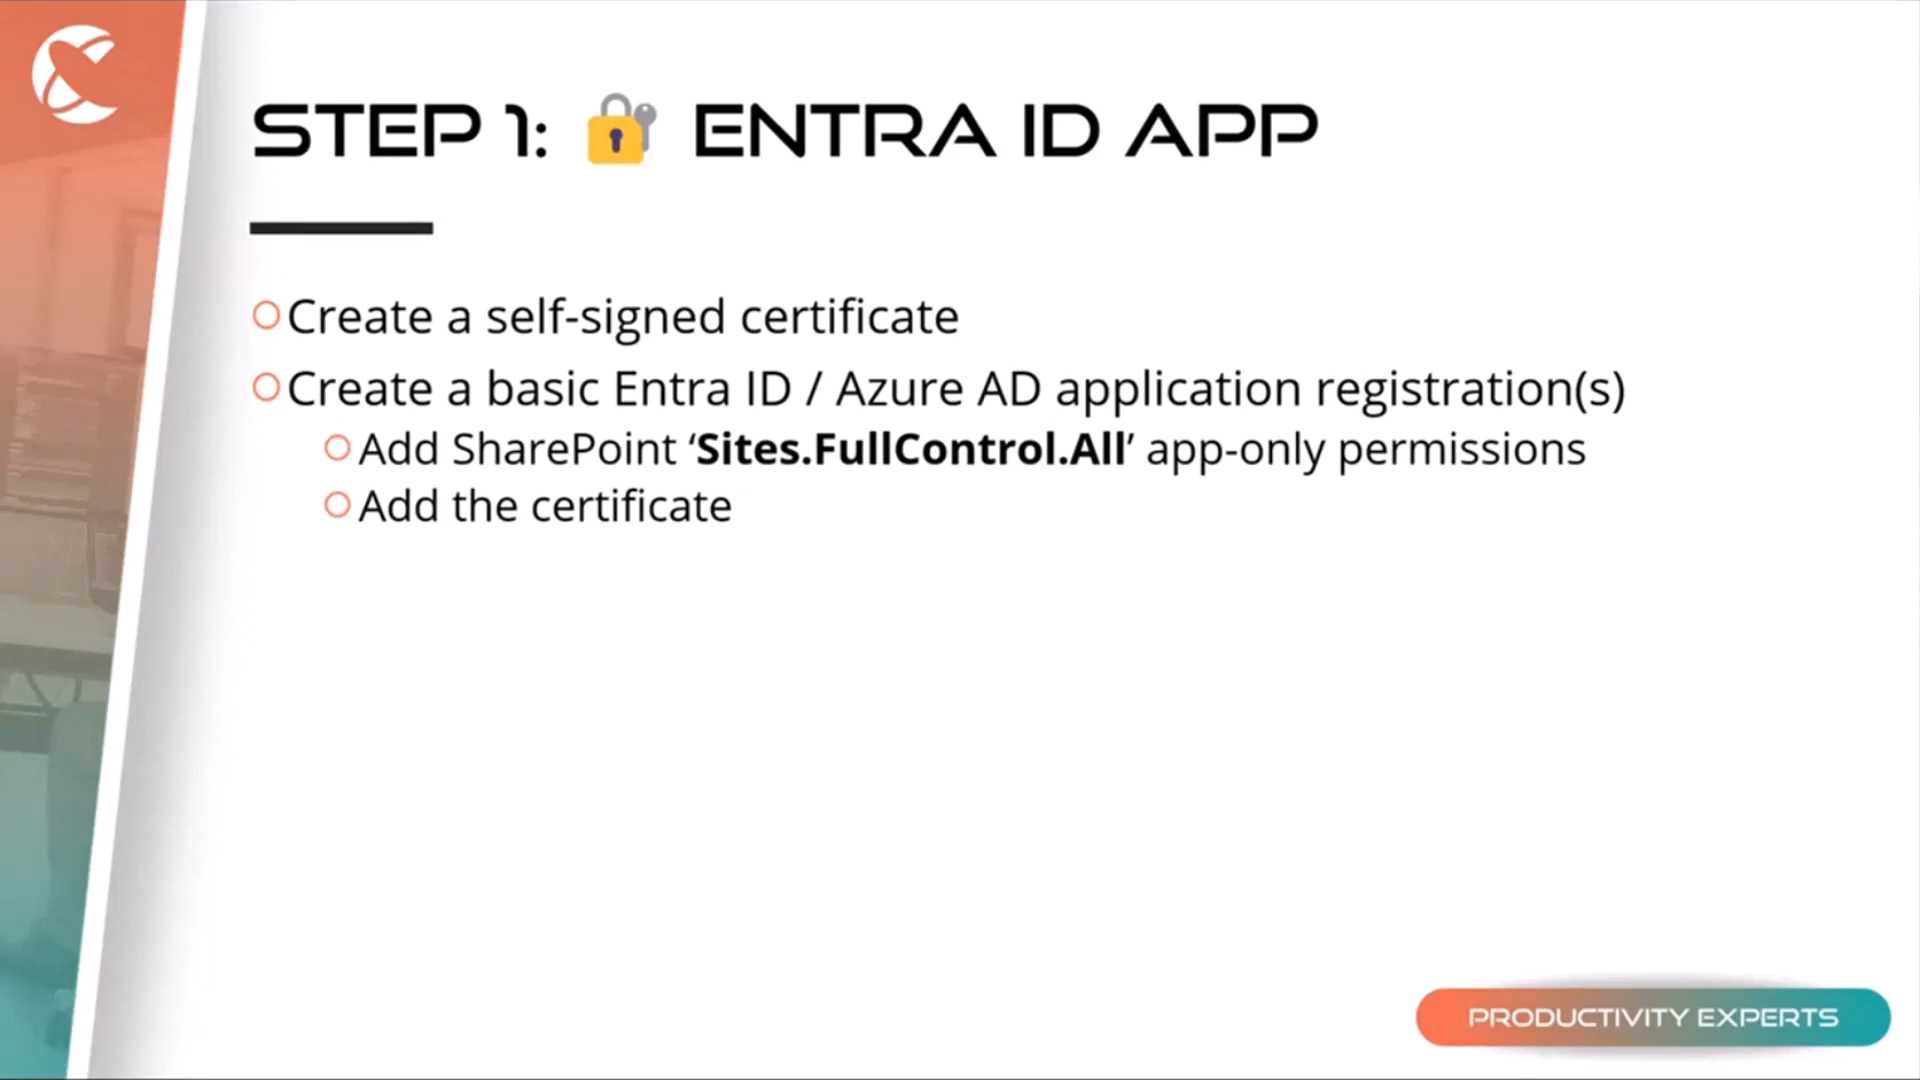 STEP 1: 🔐 ENTRA ID APP
Create a self-signed certificate
Create a basic Entra ID / Azure AD application registration(s)
Add SharePoint ‘Sites.FullControl.All’ app-only permissions
Add the certificate
PRODUCTIVITY EXPERTS